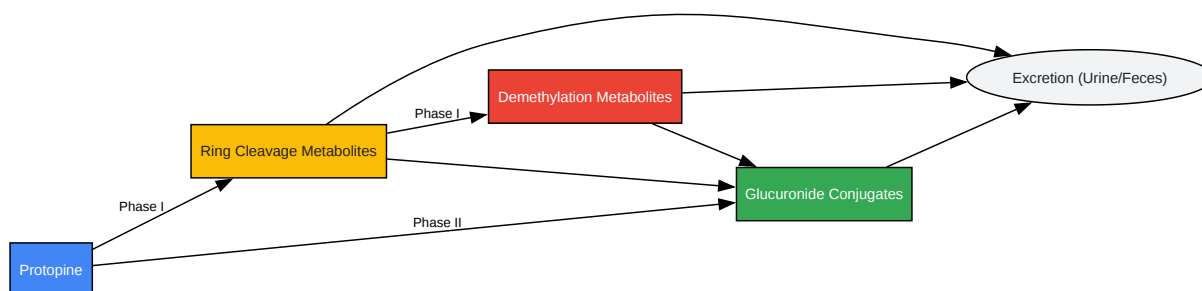 Excretion (Urine/Feces)
Demethylation Metabolites
Phase I
Ring Cleavage Metabolites
Glucuronide Conjugates
Phase I
Phase II
Protopine